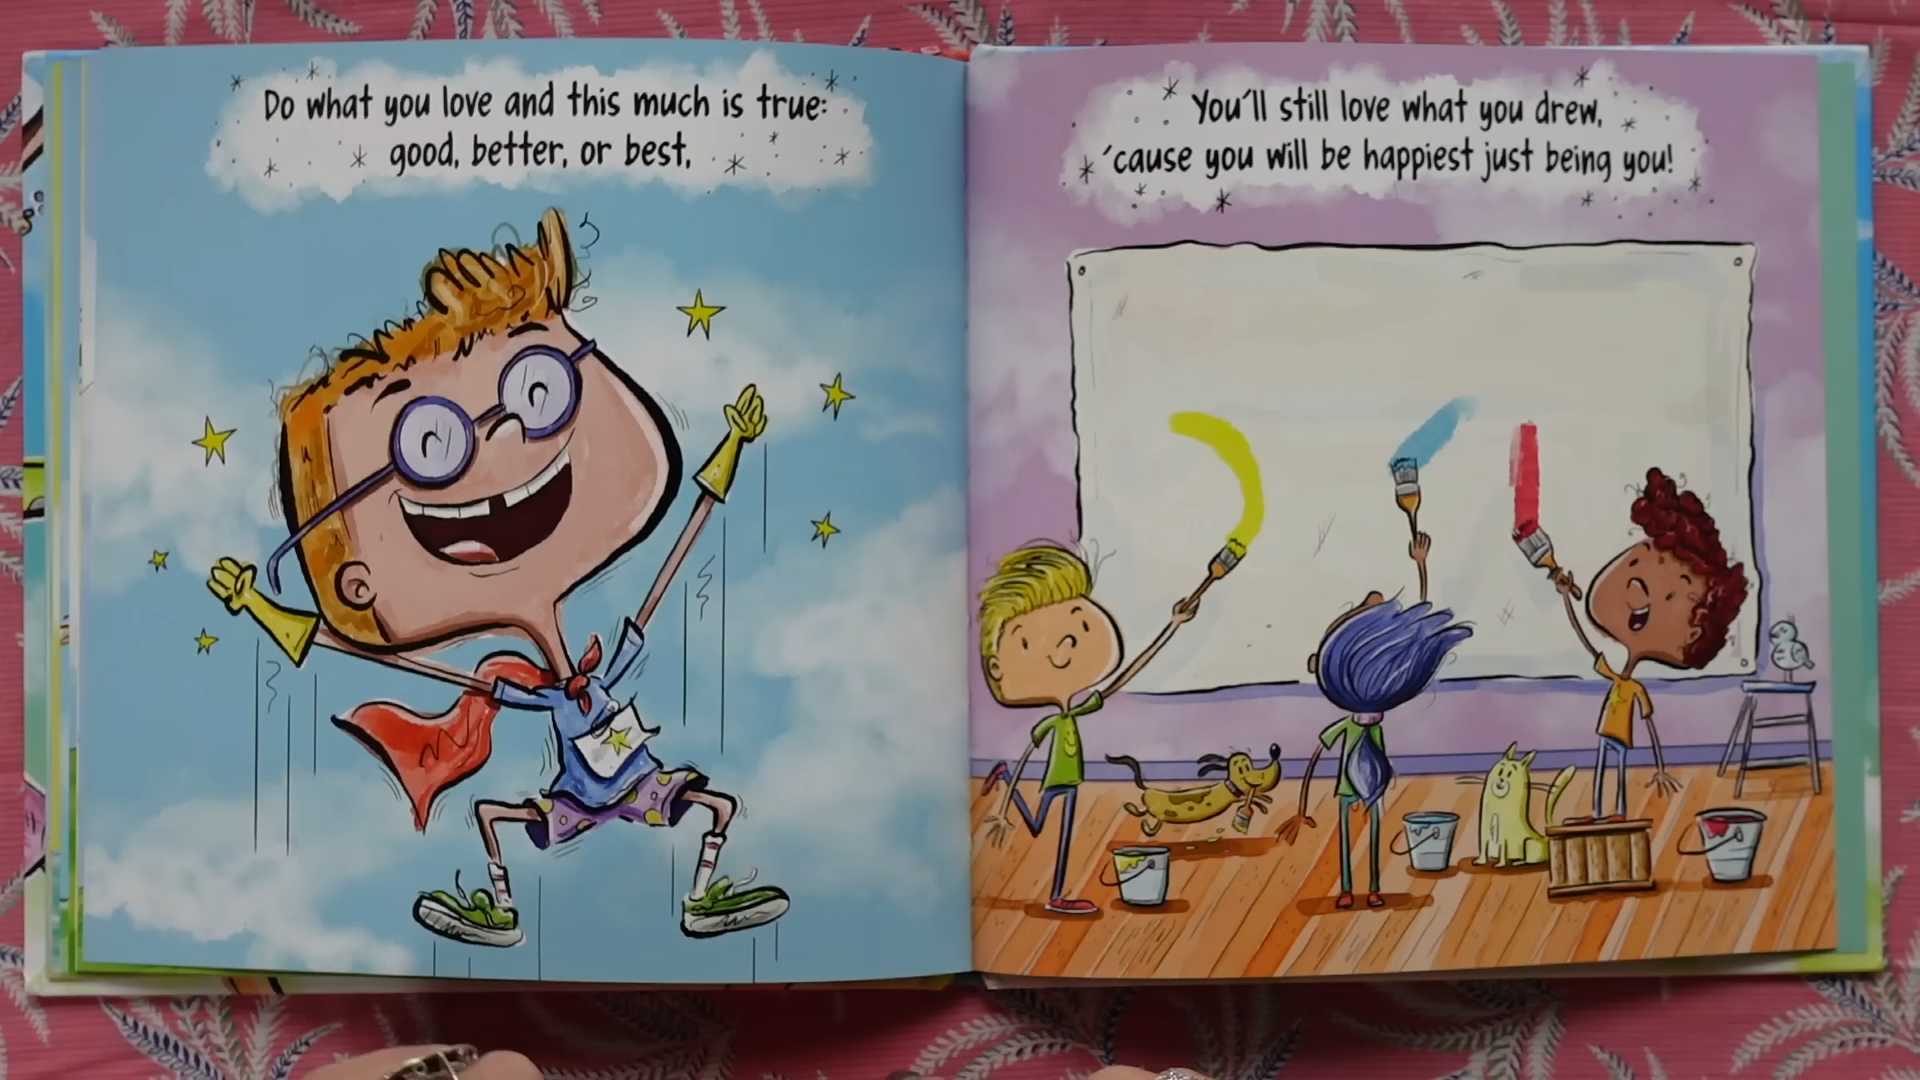 Do what you love and this much is true:
good, better, or best,
You'll still love what you drew,
'cause you will be happiest just being you!